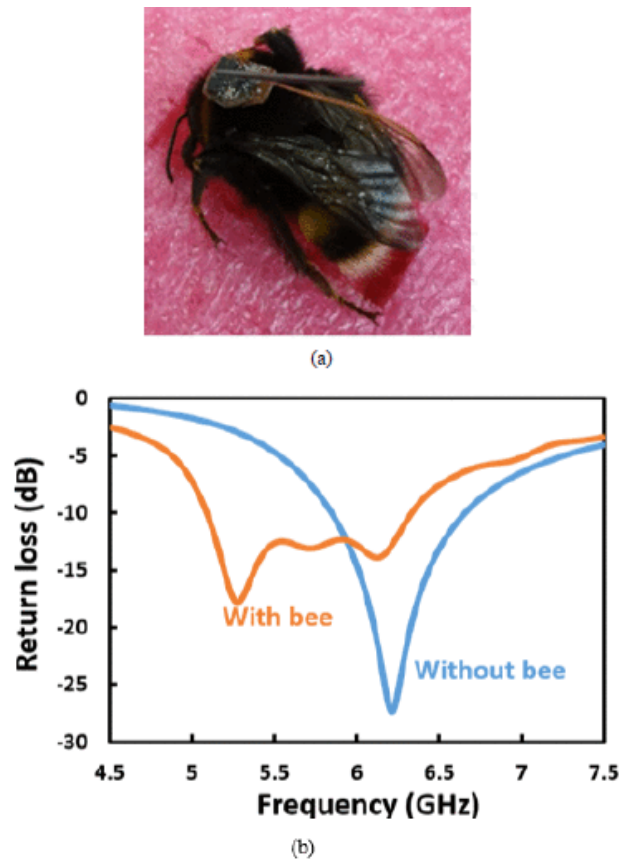 (a)
0
-5
-10
-15
-20
-25
-30
Return loss (dB)
With bee
Without bee
4.5 5 5.5 6 6.5 7 7.5
Frequency (GHz)
(b)